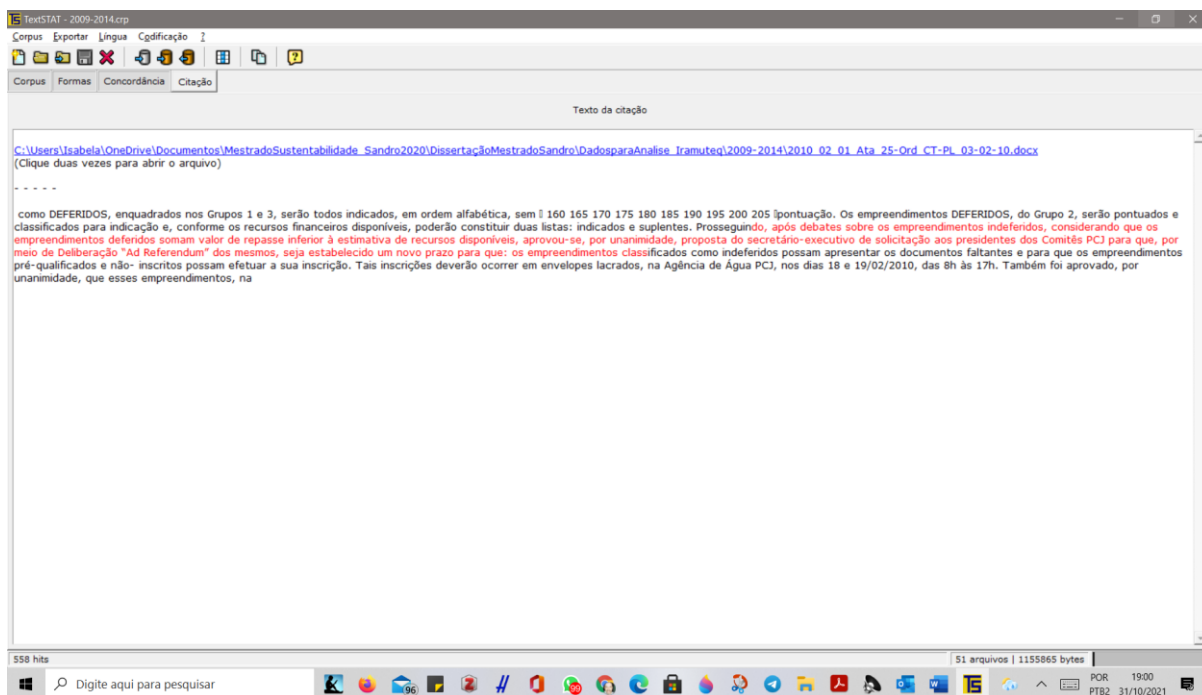 TextSTAT - 2009-2014.crp
Corpus Exportar Língua Codificação ?
Corpus Formas Concordância Citação
Texto da citação
C:\Users\Isabela\OneDrive\Documentos\MestradoSustentabilidade_Sandro2020\DissertaçãoMestradoSandro\DadosparaAnalise_Iramuteq\2009-2014\2010_02_01_Ata_25-Ord_CT-PL_03-02-10.docx
(Clique duas vezes para abrir o arquivo)
- - - - -
como DEFERIDOS, enquadrados nos Grupos 1 e 3, serão todos indicados, em ordem alfabética, sem 160 165 170 175 180 185 190 195 200 205 pontuação. Os empreendimentos DEFERIDOS, do Grupo 2, serão pontuados e
classificados para indicação e, conforme os recursos financeiros disponíveis, poderão constituir duas listas: indicados e suplentes. Prosseguindo, após debates sobre os empreendimentos indeferidos, considerando que os
empreendimentos deferidos somam valor de repasse inferior à estimativa de recursos disponíveis, aprovou-se, por unanimidade, proposta do secretário-executivo de solicitação aos presidentes dos Comitês PCJ para que, por
meio de Deliberação "Ad Referendum" dos mesmos, seja estabelecido um novo prazo para que: os empreendimentos classificados como indeferidos possam apresentar os documentos faltantes e para que os empreendimentos
pré-qualificados e não- inscritos possam efetuar a sua inscrição. Tais inscrições deverão ocorrer em envelopes lacrados, na Agência de Água PCJ, nos dias 18 e 19/02/2010, das 8h às 17h. Também foi aprovado, por
unanimidade, que esses empreendimentos, na
558 hits
51 arquivos | 1155865 bytes
Digite aqui para pesquisar
96
99
POR
PTB2
19:00
31/10/2021